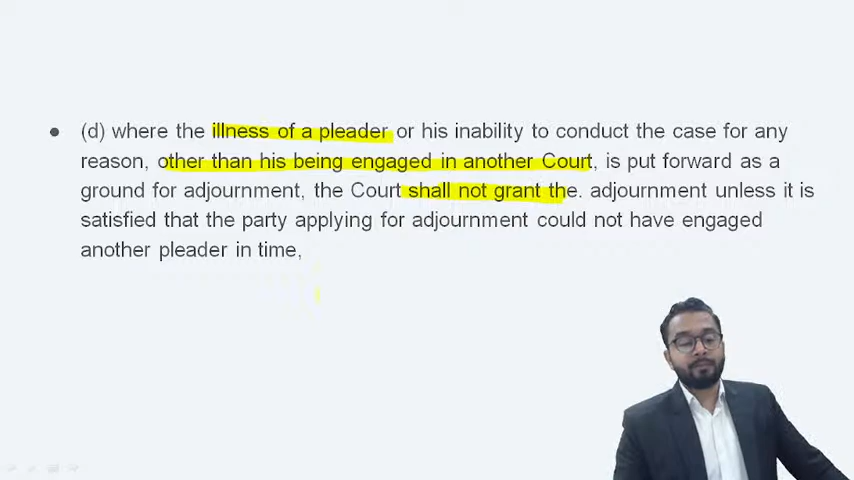 ● (d) where the illness of a pleader or his inability to conduct the case for any
reason, other than his being engaged in another Court, is put forward as a
ground for adjournment, the Court shall not grant the. adjournment unless it is
satisfied that the party applying for adjournment could not have engaged
another pleader in time,